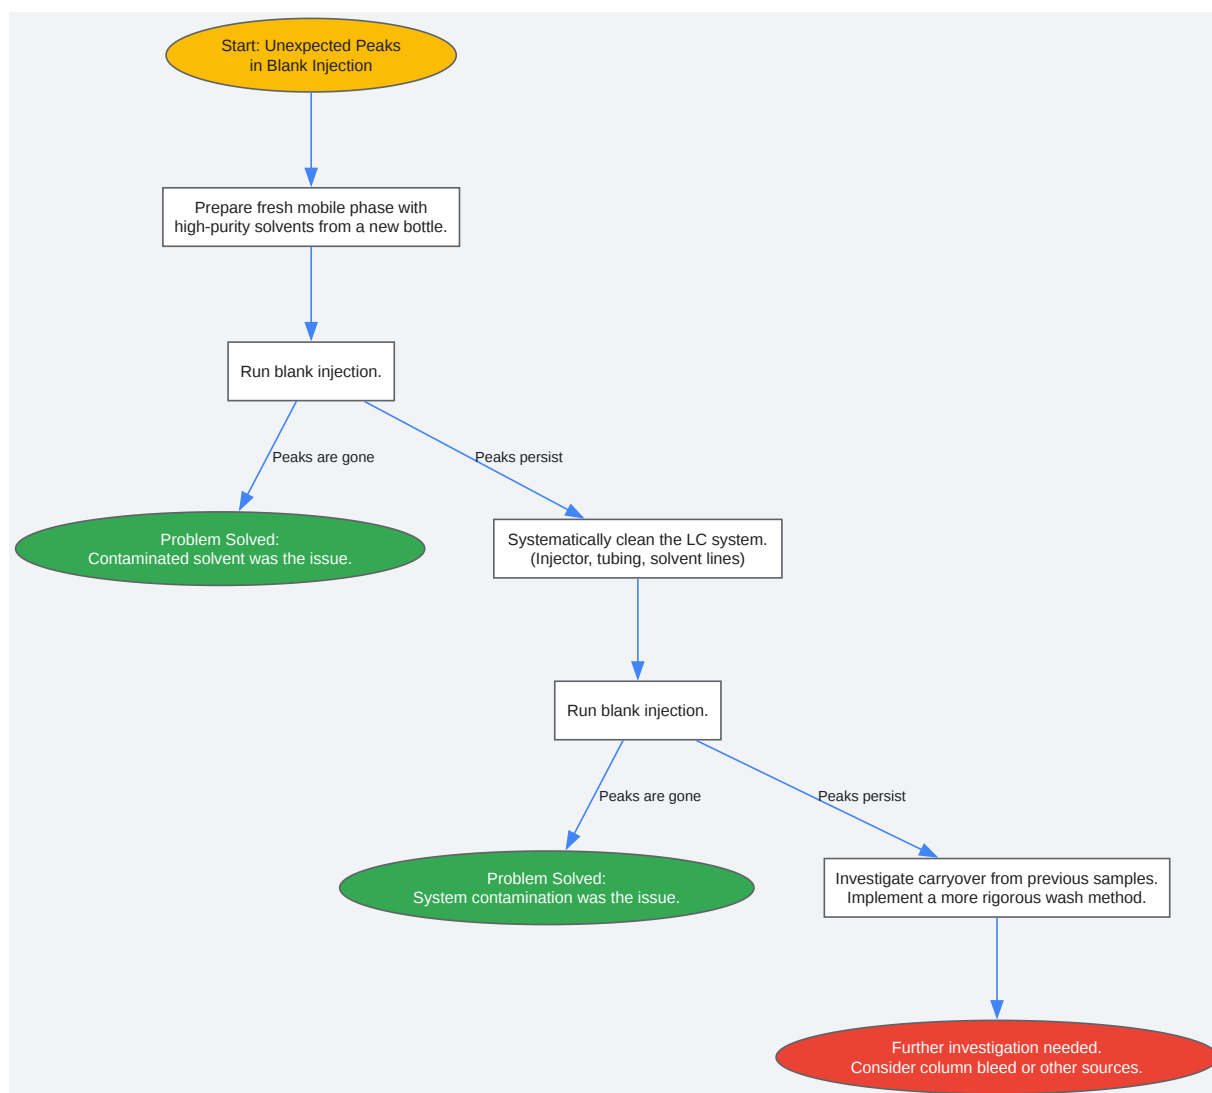 Start: Unexpected Peaks
in Blank Injection
Prepare fresh mobile phase with
high-purity solvents from a new bottle.
Run blank injection.
Peaks are gone
Peaks persist
Problem Solved:
Contaminated solvent was the issue.
Systematically clean the LC system.
(Injector, tubing, solvent lines)
Run blank injection.
Peaks are gone
Peaks persist
Problem Solved:
System contamination was the issue.
Investigate carryover from previous samples.
Implement a more rigorous wash method.
Further investigation needed.
Consider column bleed or other sources.